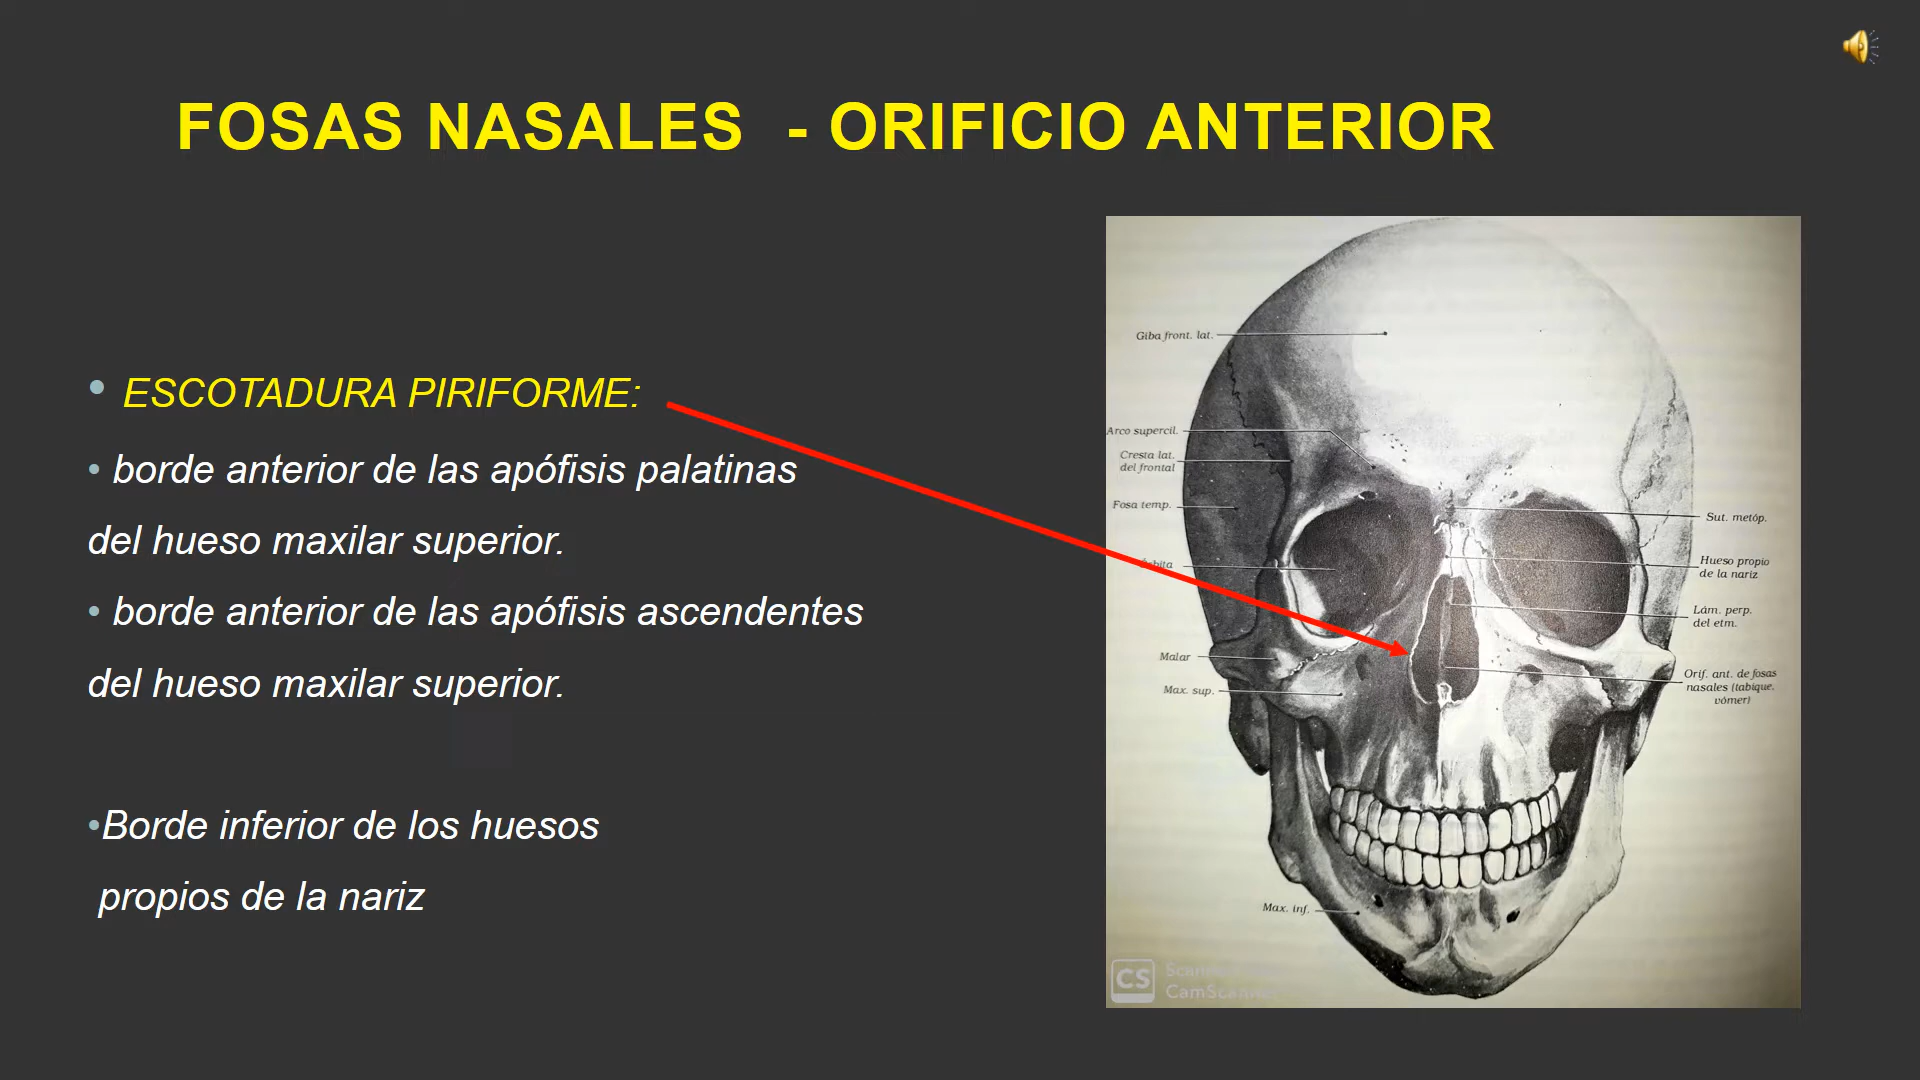 FOSAS NASALES - ORIFICIO ANTERIOR
• ESCOTADURA PIRIFORME:
• borde anterior de las apófisis palatinas
del hueso maxilar superior.
• borde anterior de las apófisis ascendentes
del hueso maxilar superior.
•Borde inferior de los huesos
propios de la nariz
Giba front. lat.
Arco supercil.
Cresta lat.
del frontal
Fosa temp.
Malar
Max. sup.
Max. inf.
Sut. metóp.
Hueso propio
de la nariz
Lám. perp.
del etm.
Orif. ant. de fosas
nasales (tabique.
vómer)
CS